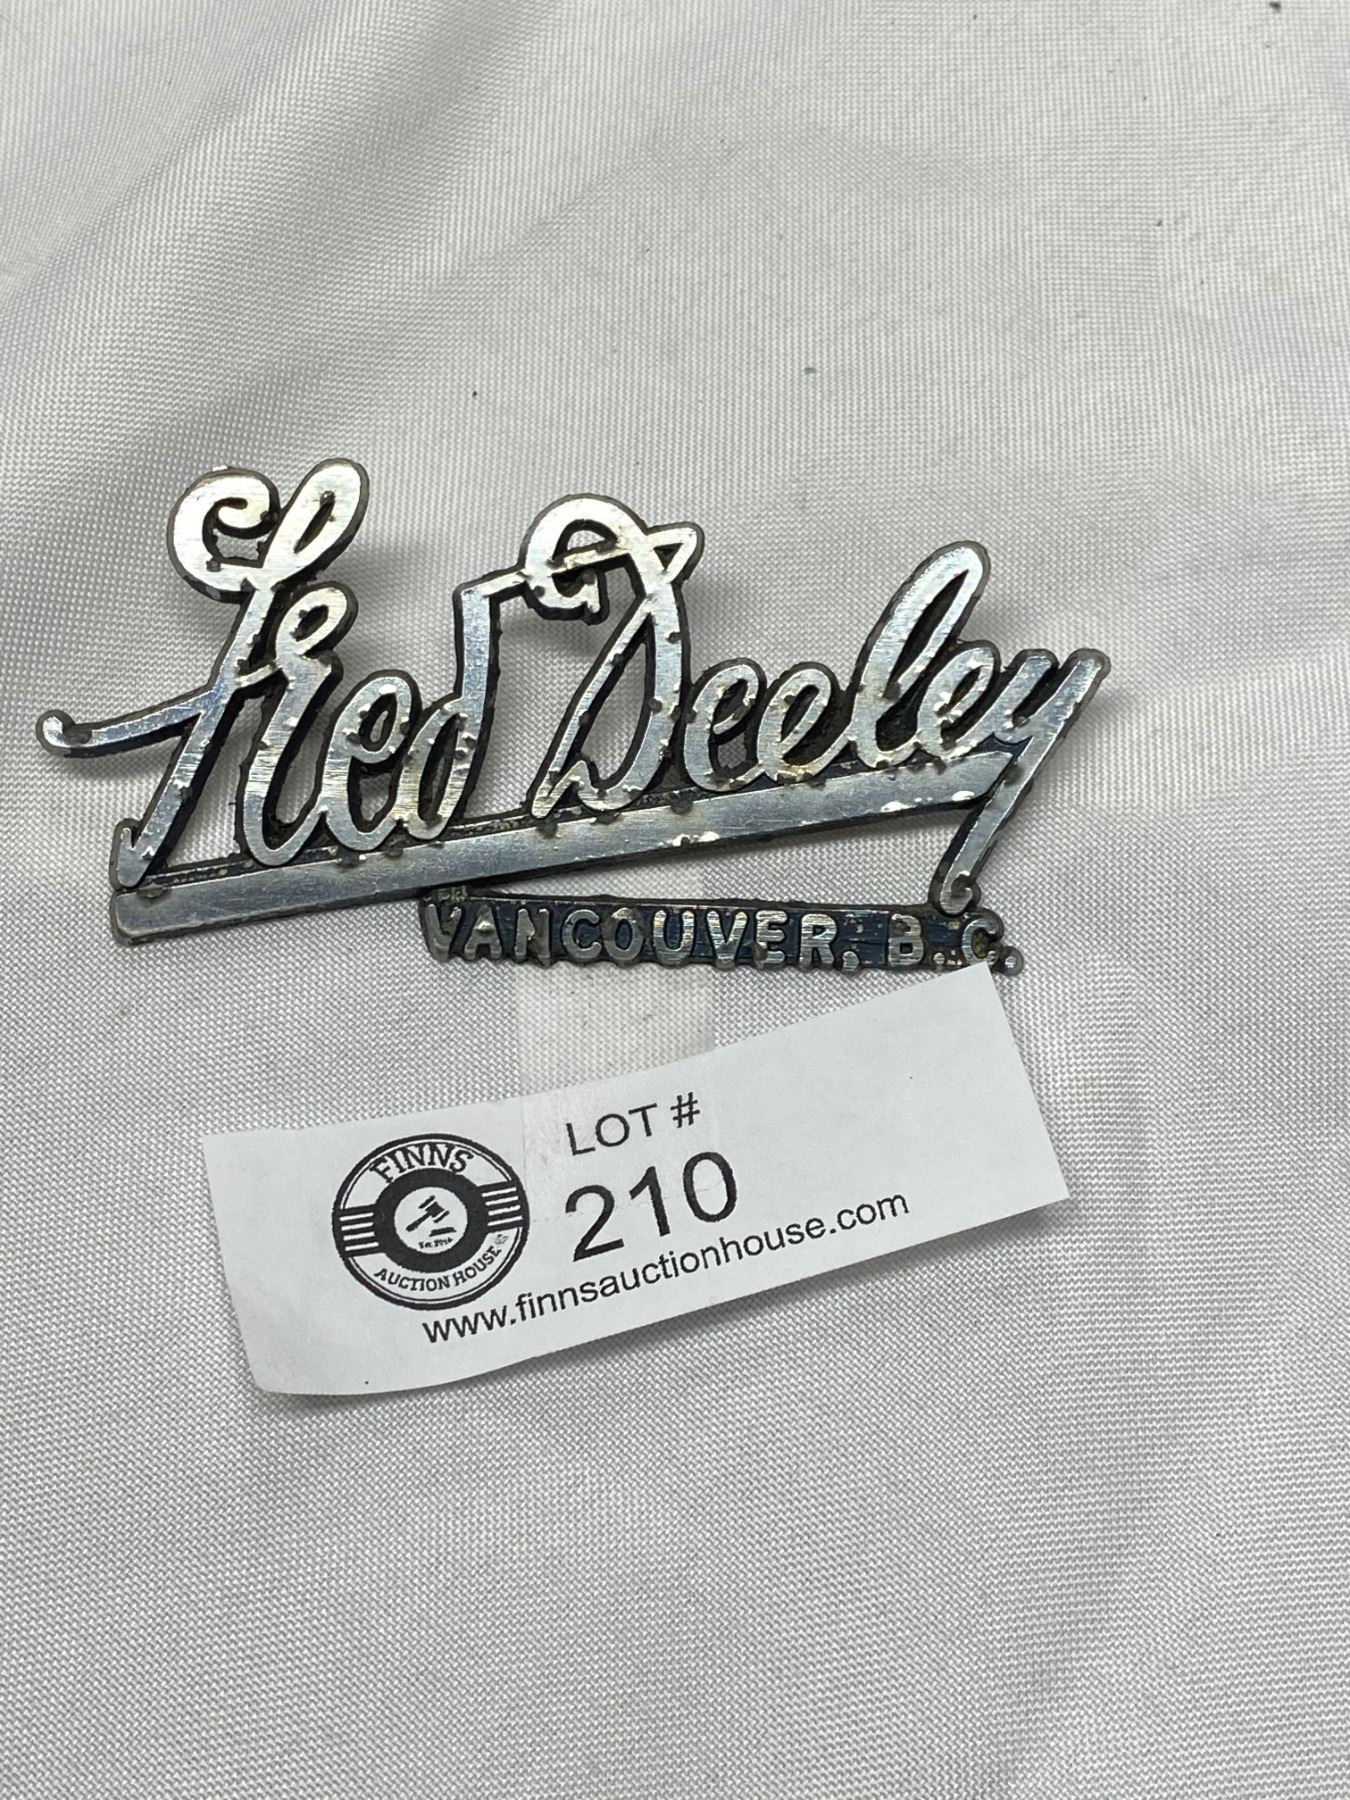 Fred Deeley
VANCOUVER, B.C.
LOT #
FINNS
210
AUCTION HOUSE
www.finnsauctionhouse.com